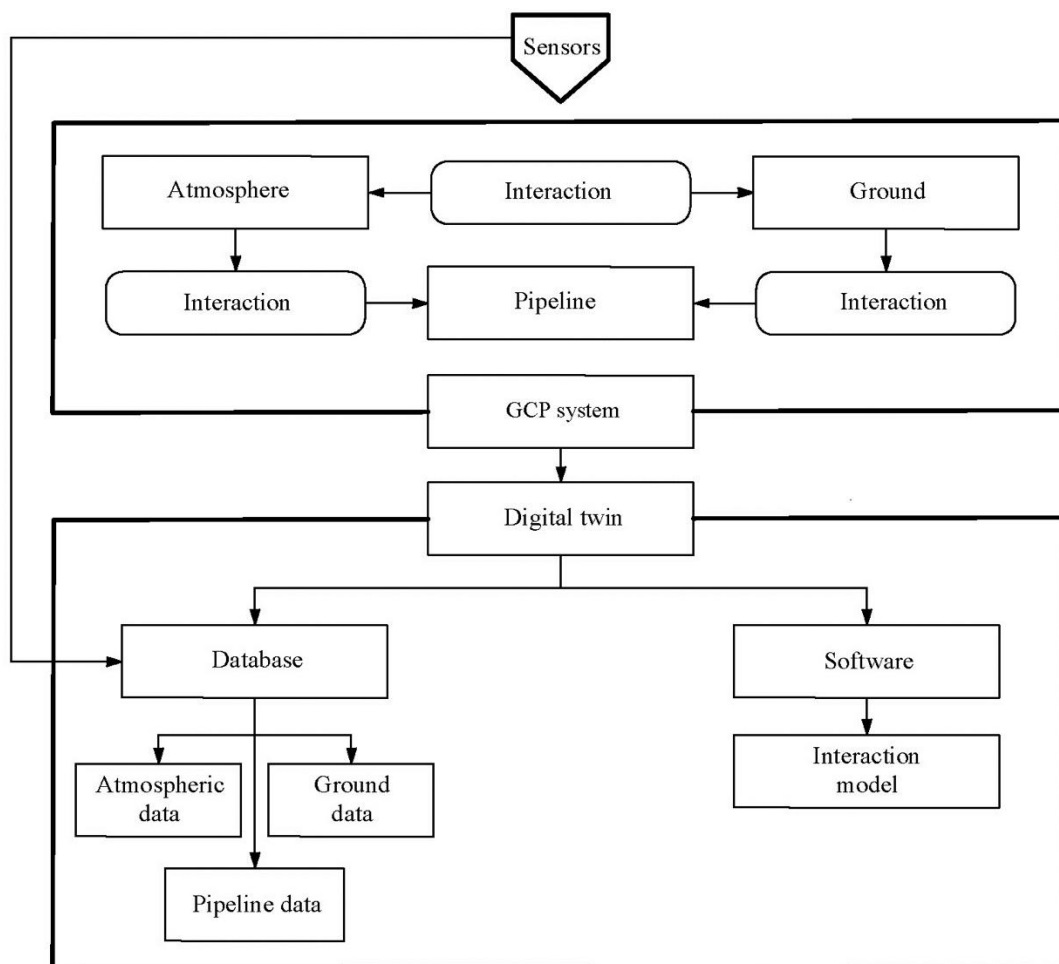 Sensors
Atmosphere
Interaction
Ground
Interaction
Pipeline
Interaction
GCP system
Digital twin
Database
Software
Atmospheric
data
Ground
data
Interaction
model
Pipeline data